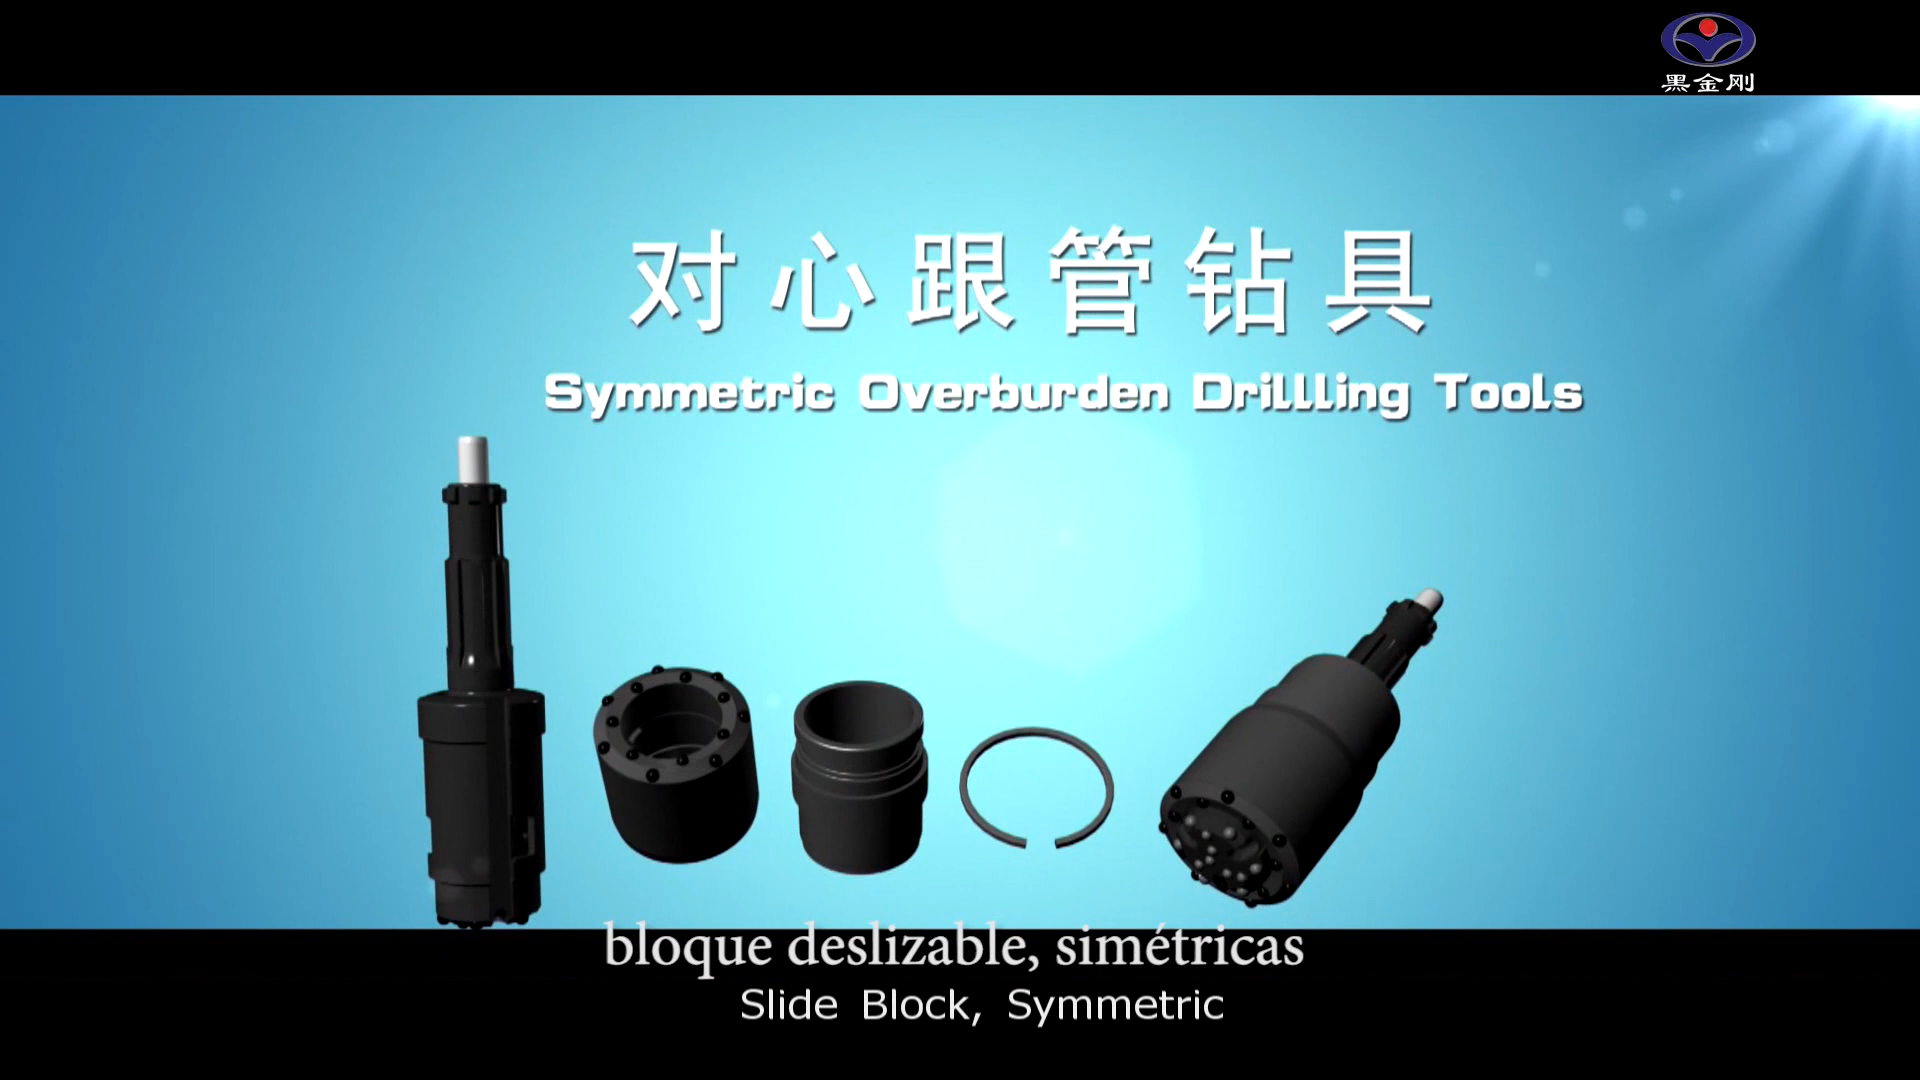 黑金刚
对心跟管钻具
Symmetric Overburden Drillling Tools
bloque deslizable, simétricas
Slide Block, Symmetric